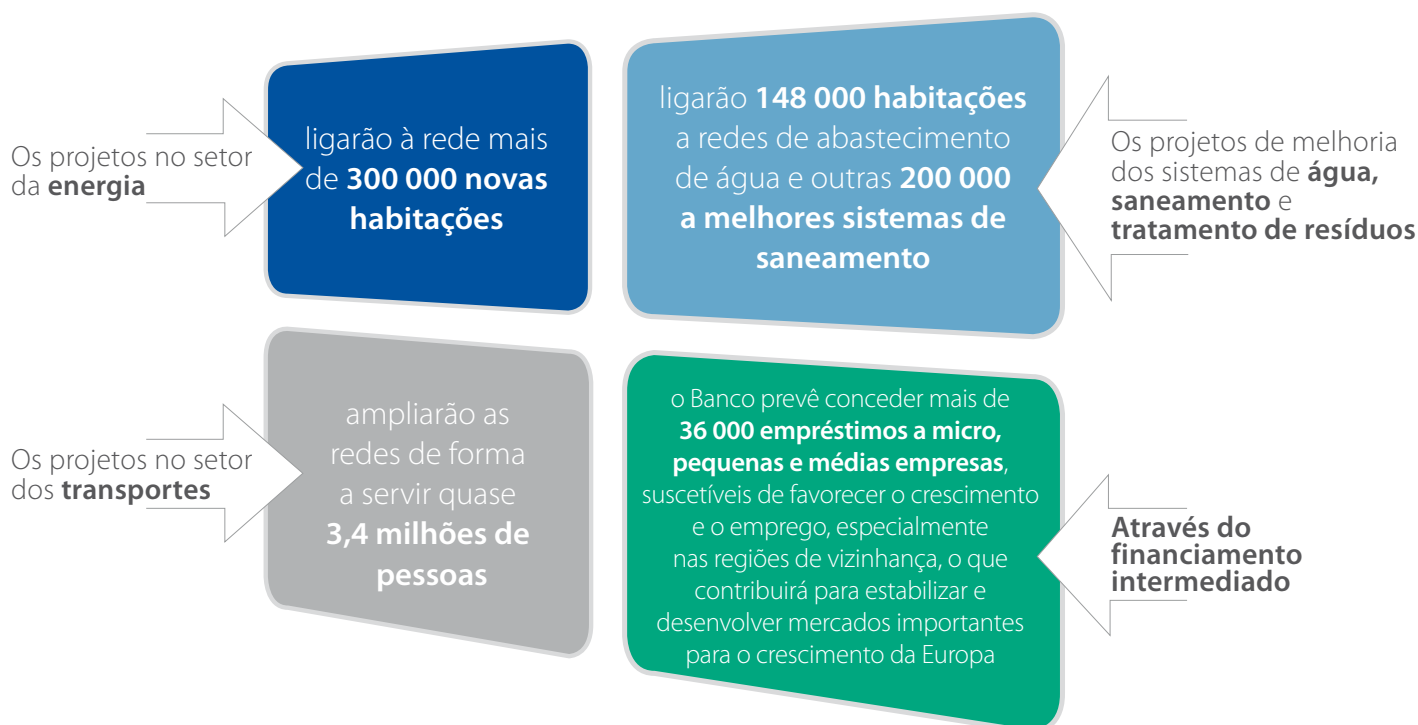 Os projetos no setor
da energia
ligarão à rede mais
de 300 000 novas
habitações
ligarão 148 000 habitações
a redes de abastecimento
de água e outras 200 000
a melhores sistemas de
saneamento
Os projetos de melhoria
dos sistemas de água,
saneamento e
tratamento de resíduos
Os projetos no setor
dos transportes
ampliarão as
redes de forma
a servir quase
3,4 milhões de
pessoas
o Banco prevê conceder mais de
36 000 empréstimos a micro,
pequenas e médias empresas,
suscetíveis de favorecer o crescimento
e o emprego, especialmente
nas regiões de vizinhança, o que
contribuirá para estabilizar e
desenvolver mercados importantes
para o crescimento da Europa
Através do
financiamento
intermediado